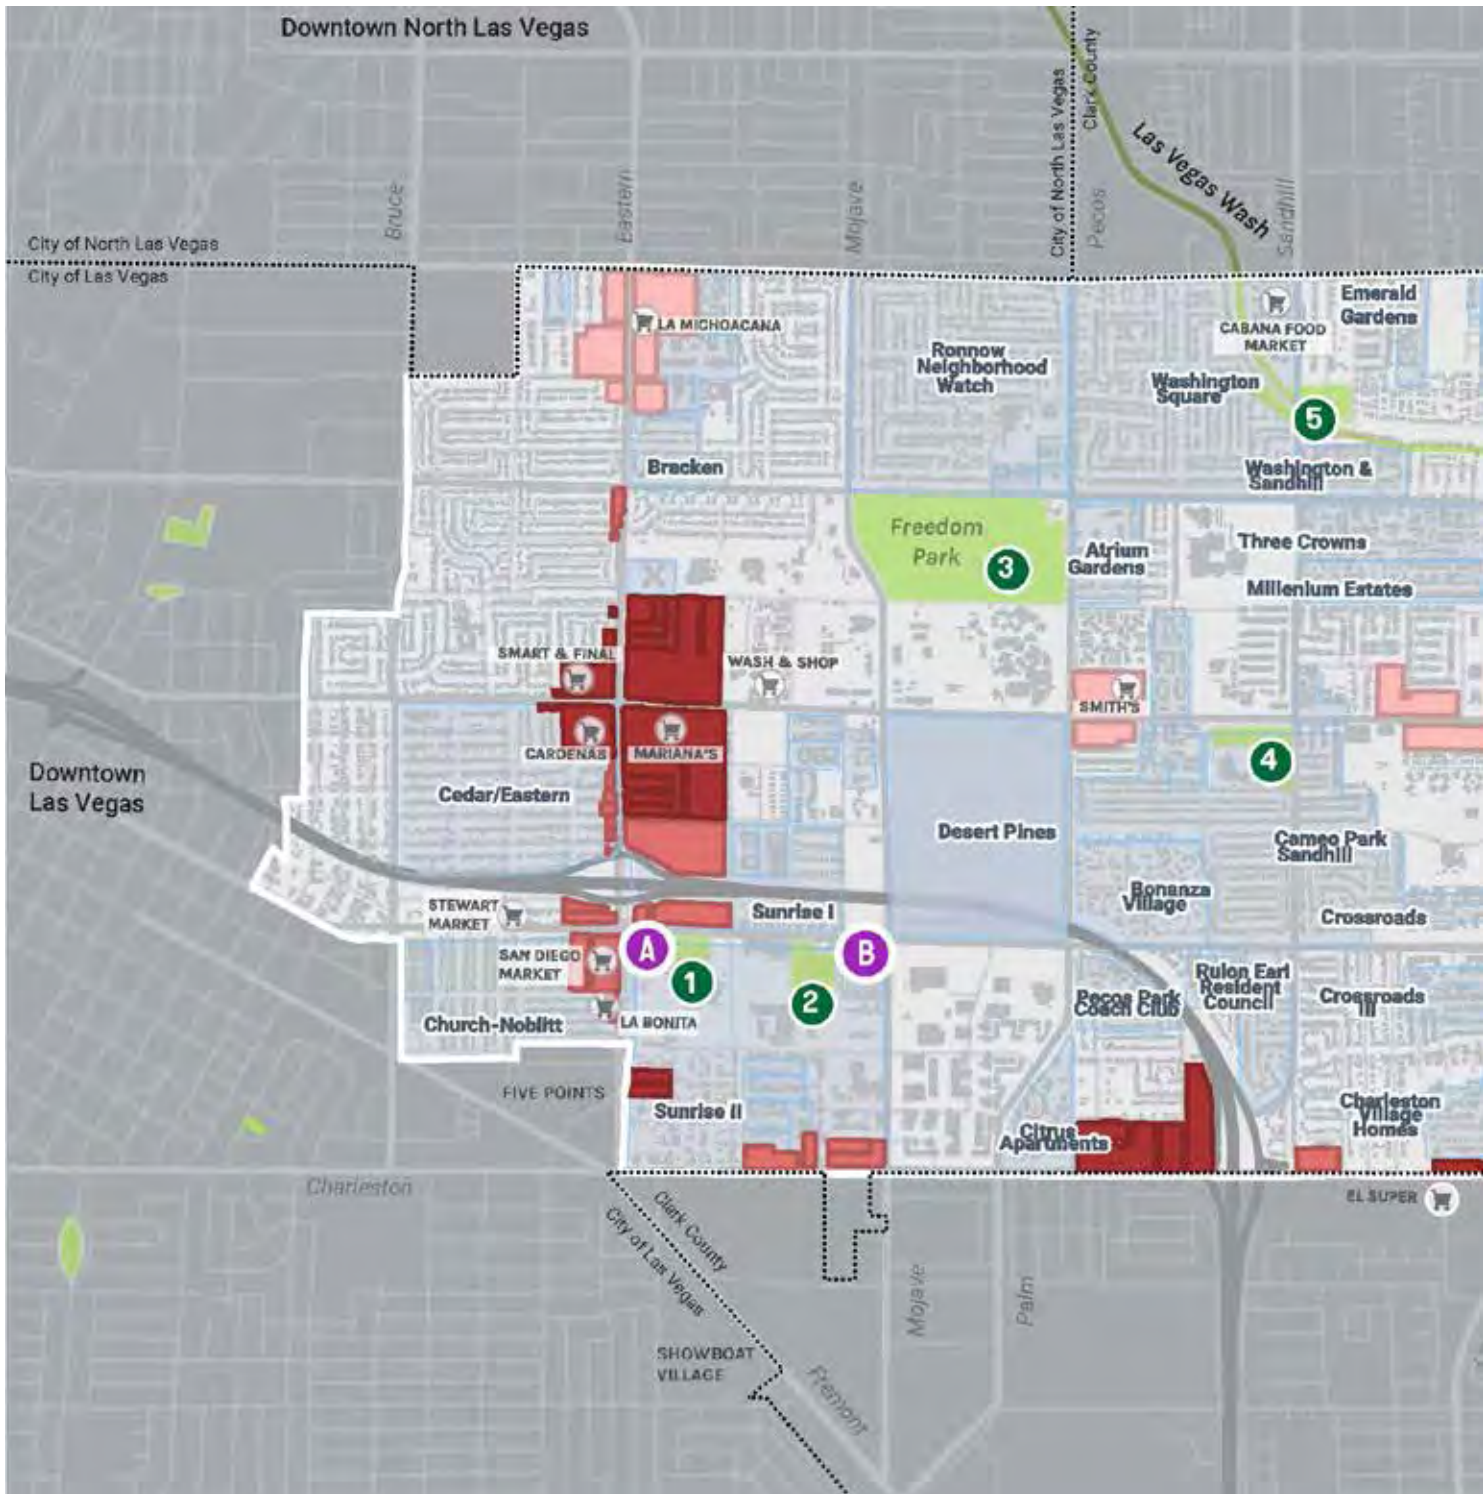 Downtown North Las Vegas
City of North Las Vegas
Clark County
Las Vegas Wash
Bruce
Eastern
Mojave
Pecos
Sandhill
City of North Las Vegas
City of Las Vegas
LA MICHOACANA
CABANA FOOD
MARKET
Emerald
Gardens
Ronnow
Neighborhood
Watch
Washington
Square
5
Bracken
Washington &
Sandhill
Freedom
Park
3
Atrium
Gardens
Three Crowns
Millenium Estates
SMART & FINAL
WASH & SHOP
SMITH'S
CARDENAS
MARIANA'S
4
Downtown
Las Vegas
Cedar/Eastern
Desert Pines
Cameo Park
Sandhill
Bonanza
Village
STEWART
MARKET
Sunrise I
Crossroads
SAN DIEGO
MARKET
A
B
1
2
Rulon Earl
Resident
Council
Pecos Park
Coach Club
Crossroads
III
Church-Noblitt
LA BONITA
FIVE POINTS
Sunrise II
Citrus
Apartments
Charleston
Village
Homes
Charleston
EL SUPER
Clark County
City of Las Vegas
Mojave
Palm
SHOWBOAT
VILLAGE
Fremont